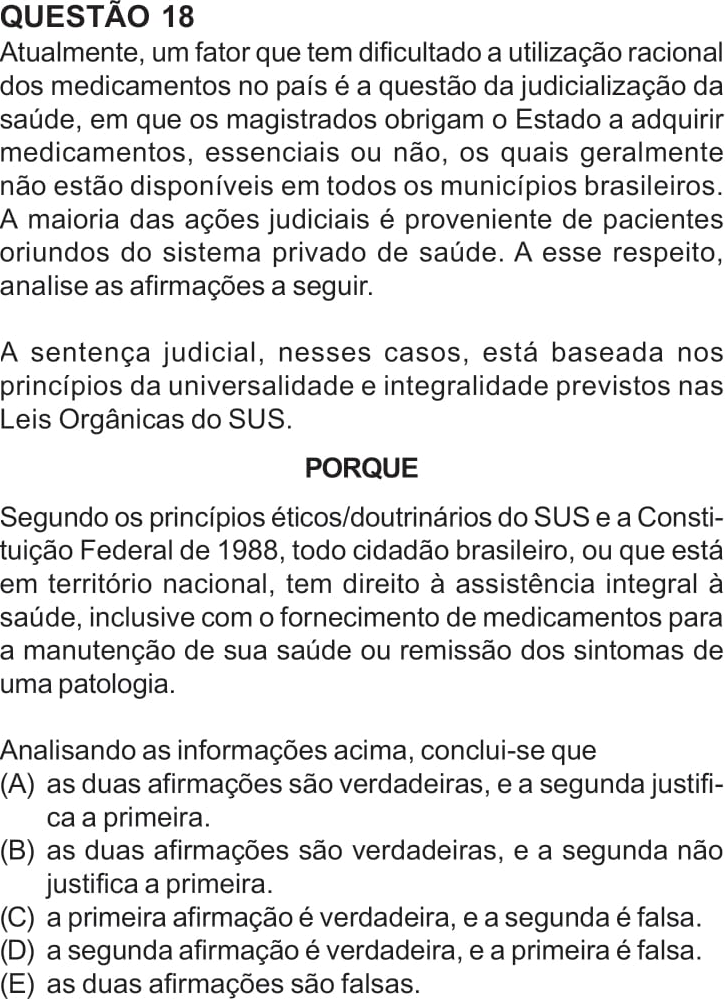 QUESTÃO 18
Atualmente, um fator que tem dificultado a utilização racional
dos medicamentos no país é a questão da judicialização da
saúde, em que os magistrados obrigam o Estado a adquirir
medicamentos, essenciais ou não, os quais geralmente
não estão disponíveis em todos os municípios brasileiros.
A maioria das ações judiciais é proveniente de pacientes
oriundos do sistema privado de saúde. A esse respeito,
analise as afirmações a seguir.
A sentença judicial, nesses casos, está baseada nos
princípios da universalidade e integralidade previstos nas
Leis Orgânicas do SUS.
PORQUE
Segundo os princípios éticos/doutrinários do SUS e a Consti-
tuição Federal de 1988, todo cidadão brasileiro, ou que está
em território nacional, tem direito à assistência integral à
saúde, inclusive com o fornecimento de medicamentos para
a manutenção de sua saúde ou remissão dos sintomas de
uma patologia.
Analisando as informações acima, conclui-se que
(A) as duas afirmações são verdadeiras, e a segunda justifi-
ca a primeira.
(B) as duas afirmações são verdadeiras, e a segunda não
justifica a primeira.
(C) a primeira afirmação é verdadeira, e a segunda é falsa.
(D) a segunda afirmação é verdadeira, e a primeira é falsa.
(E) as duas afirmações são falsas.